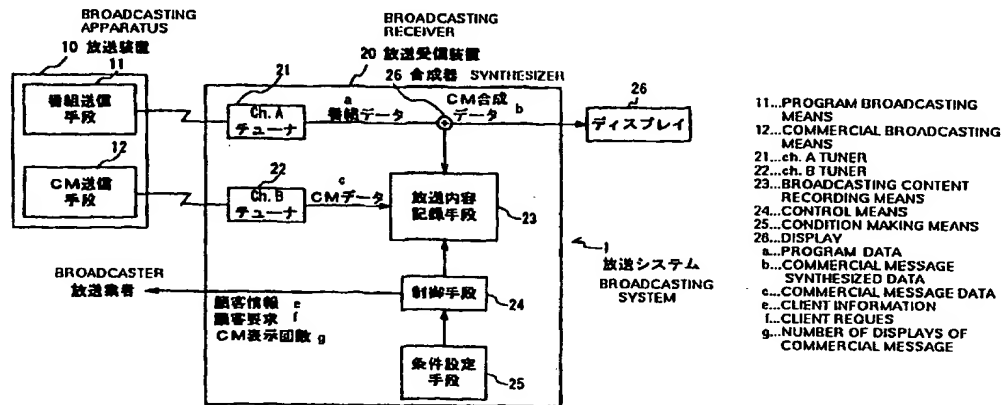 BROADCASTING
APPARATUS
10 放送装置
11
番組送信
手段
12
CM送信
手段
BROADCASTING
RECEIVER
20 放送受信装置
26 合成器 SYNTHESIZER
21
Ch. A
チューナ
a
番組データ
CM合成
データ b
26
ディスプレイ
22
Ch. B
チューナ
c
CMデータ
放送内容
記録手段
23
1
放送システム
BROADCASTING
SYSTEM
BROADCASTER
放送業者
顧客情報 e
顧客要求 f
CM表示回数 g
制御手段
24
条件設定
手段
25
11...PROGRAM BROADCASTING
MEANS
12...COMMERCIAL BROADCASTING
MEANS
21...ch. A TUNER
22...ch. B TUNER
23...BROADCASTING CONTENT
RECORDING MEANS
24...CONTROL MEANS
25...CONDITION MAKING MEANS
26...DISPLAY
a...PROGRAM DATA
b...COMMERCIAL MESSAGE
SYNTHESIZED DATA
c...COMMERCIAL MESSAGE DATA
e...CLIENT INFORMATION
f...CLIENT REQUES
g...NUMBER OF DISPLAYS OF
COMMERCIAL MESSAGE